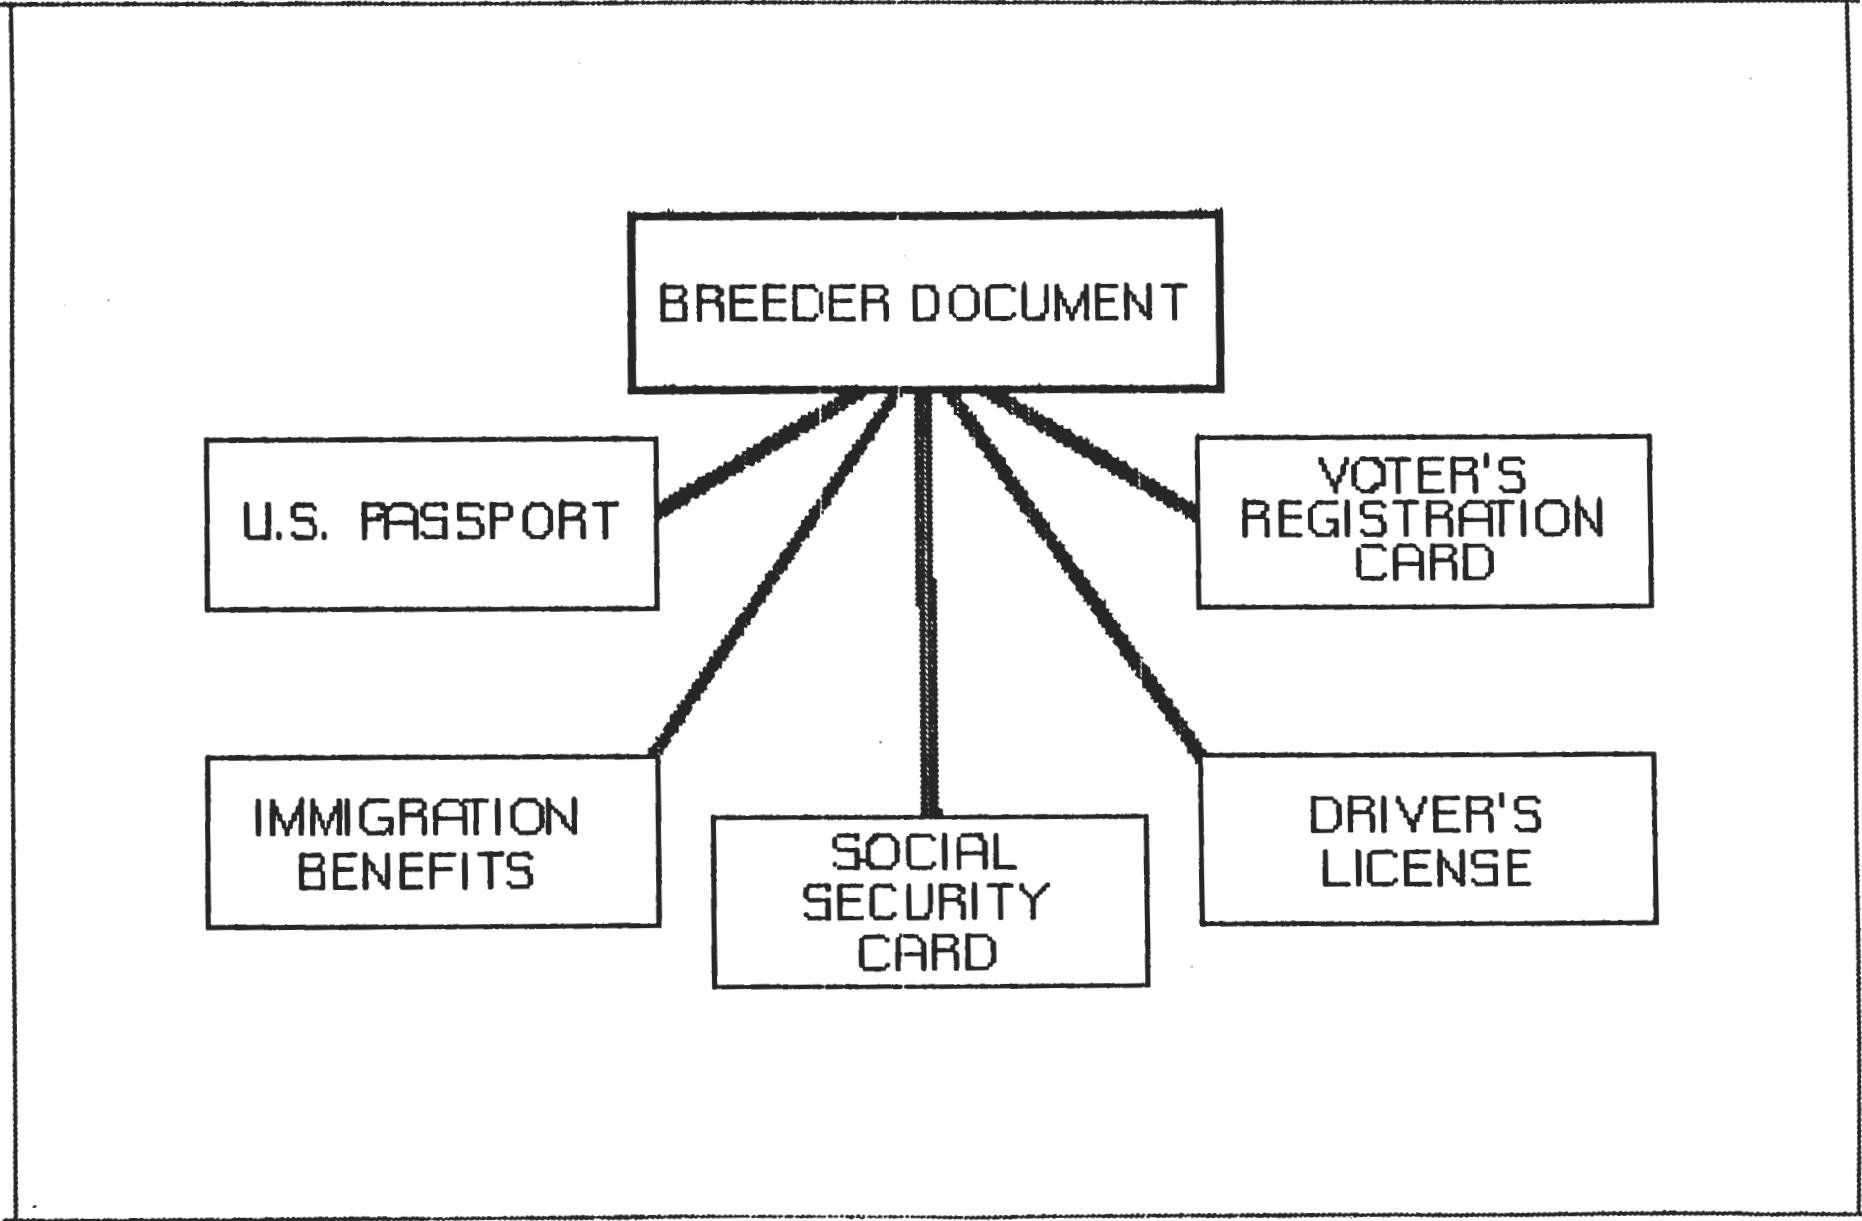 BREEDER DOCUMENT
U.S. PASSPORT
VOTER'S
REGISTRATION
CARD
IMMIGRATION
BENEFITS
SOCIAL
SECURITY
CARD
DRIVER'S
LICENSE